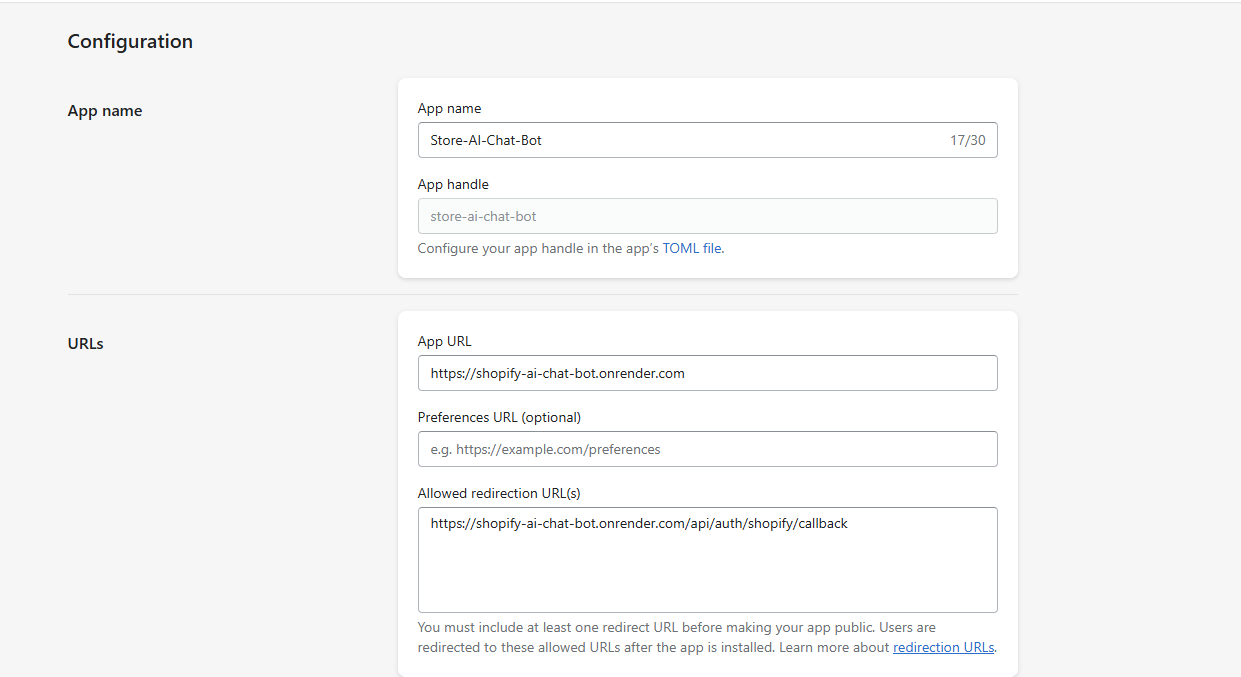 Configuration
App name
App name
Store-AI-Chat-Bot
17/30
App handle
store-ai-chat-bot
Configure your app handle in the app's TOML file.
URLs
App URL
https://shopify-ai-chat-bot.onrender.com
Preferences URL (optional)
e.g. https://example.com/preferences
Allowed redirection URL(s)
https://shopify-ai-chat-bot.onrender.com/api/auth/shopify/callback
You must include at least one redirect URL before making your app public. Users are
redirected to these allowed URLs after the app is installed. Learn more about redirection URLs.